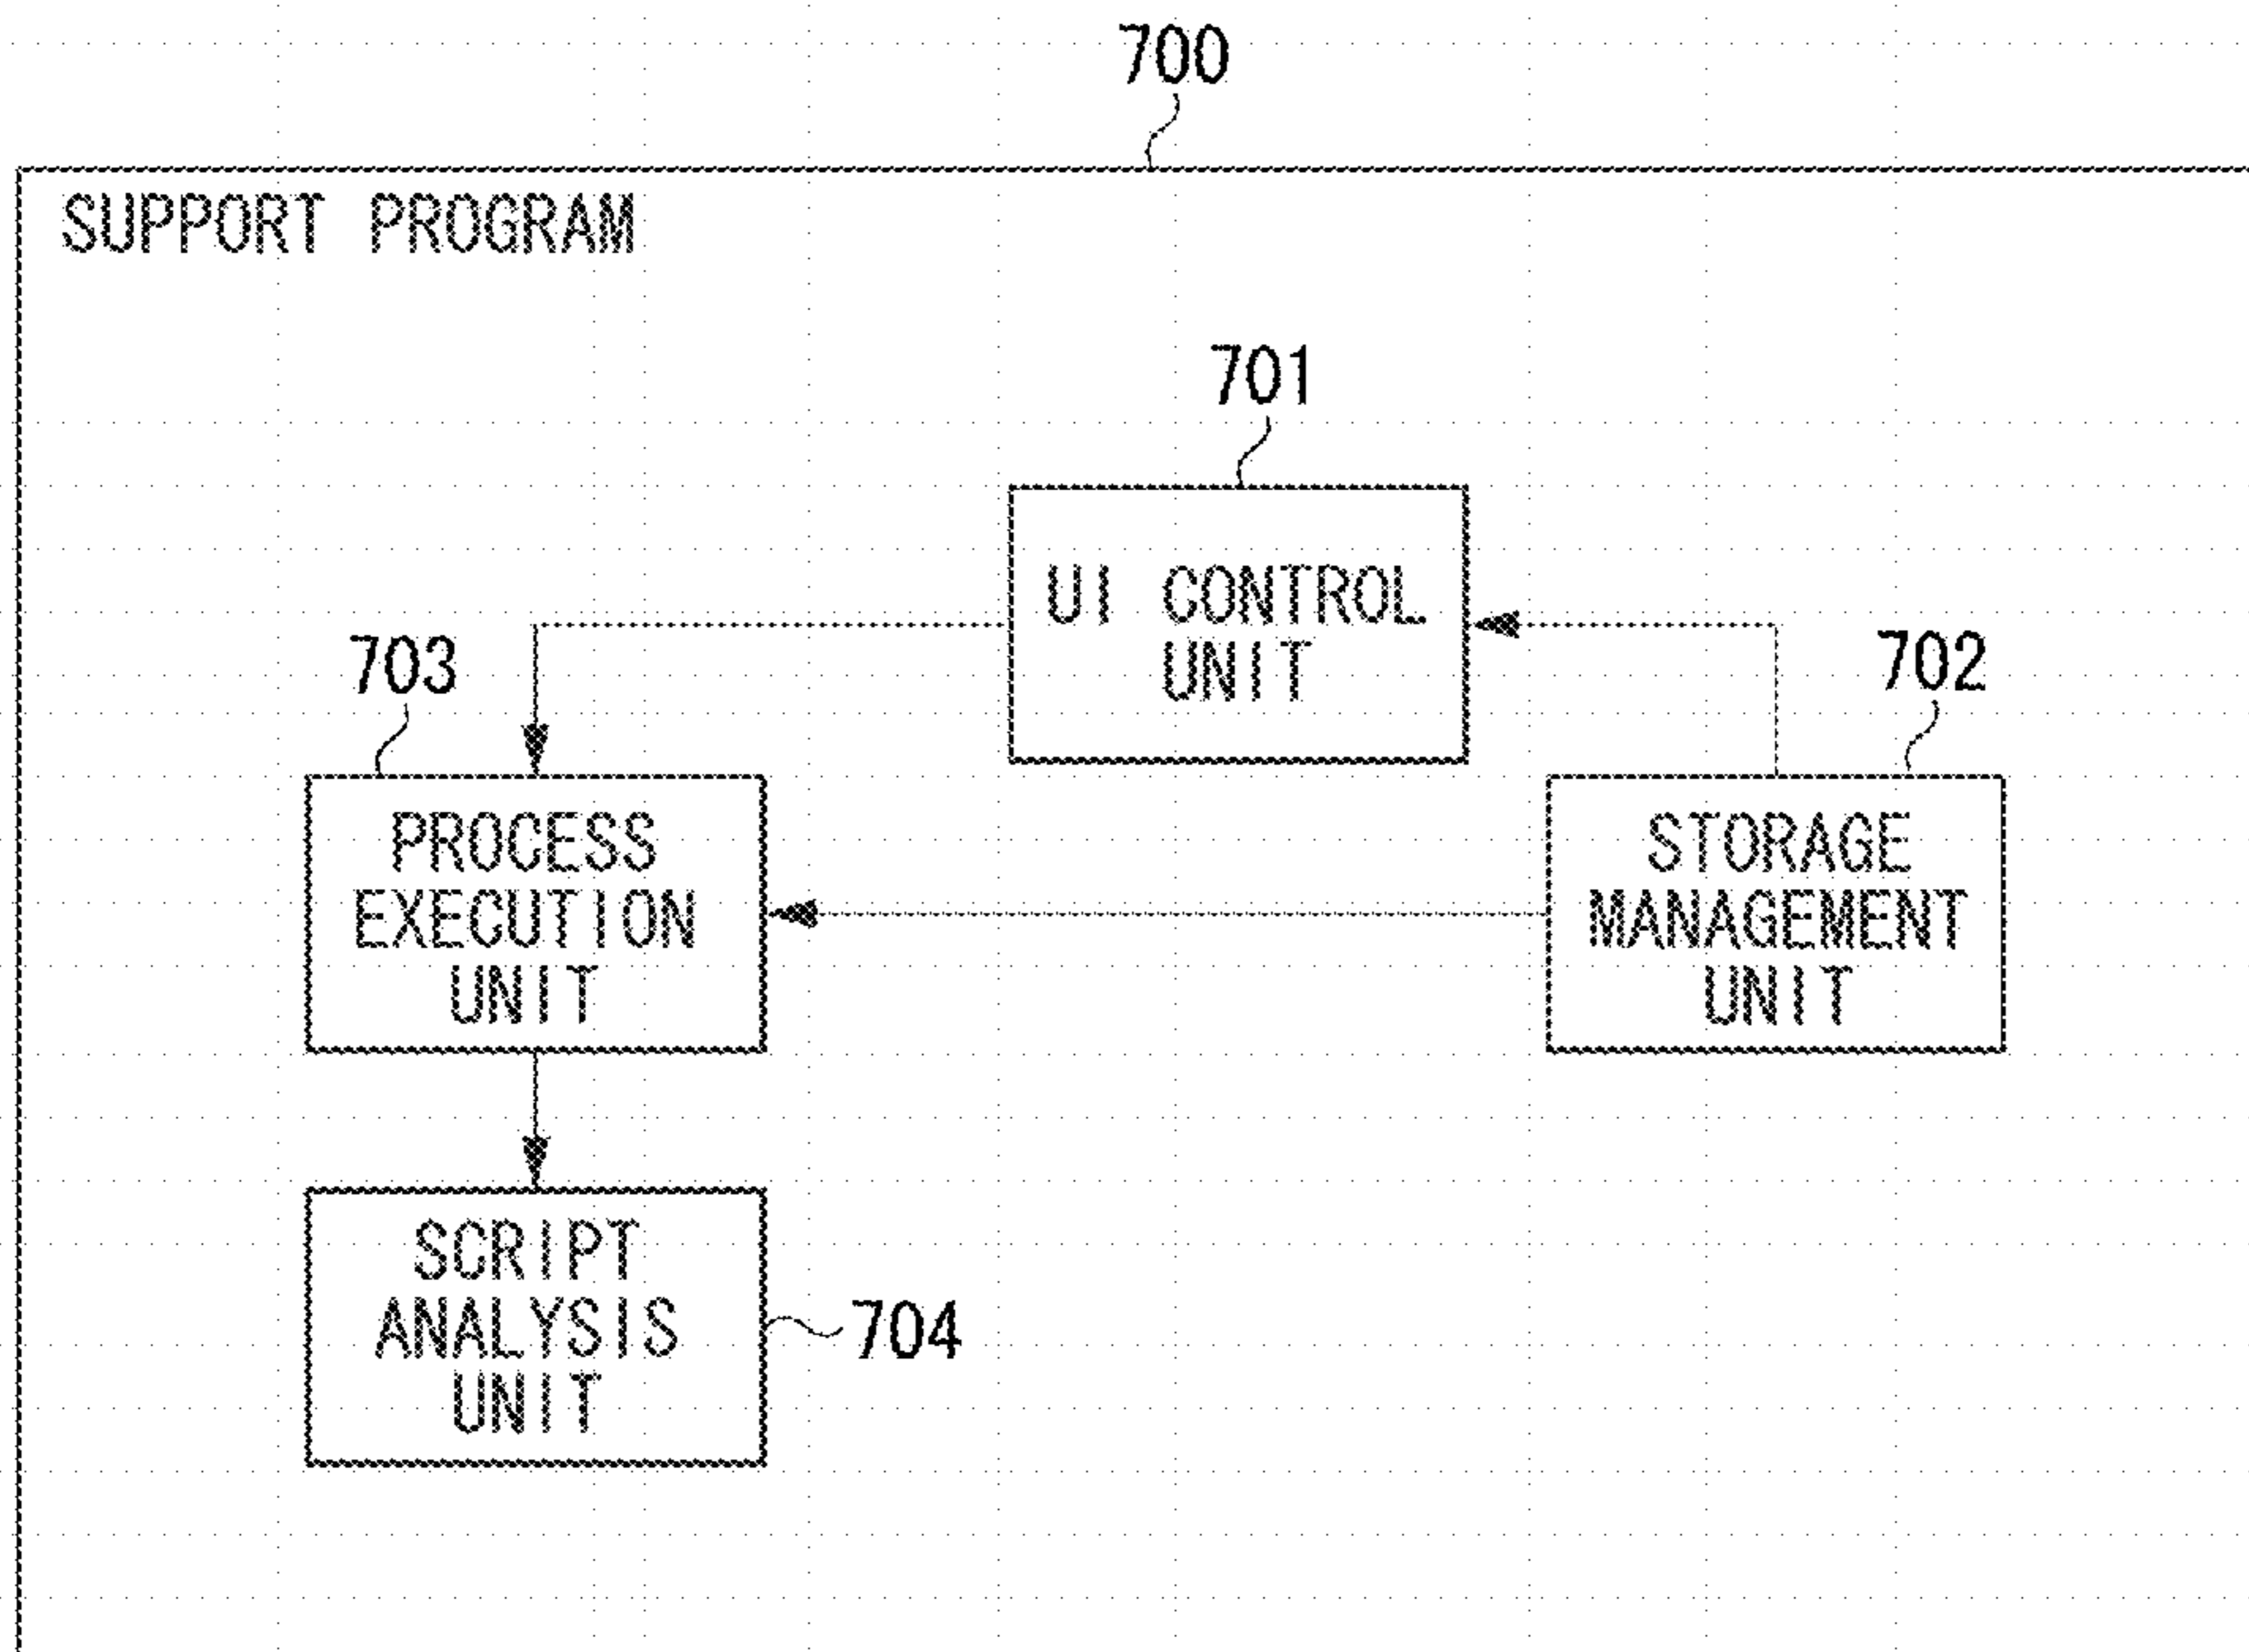 700
SUPPORT PROGRAM
701
UI CONTROL
UNIT
703
702
PROCESS
EXECUTION
UNIT
STORAGE
MANAGEMENT
UNIT
SCRIPT
ANALYSIS
UNIT
704